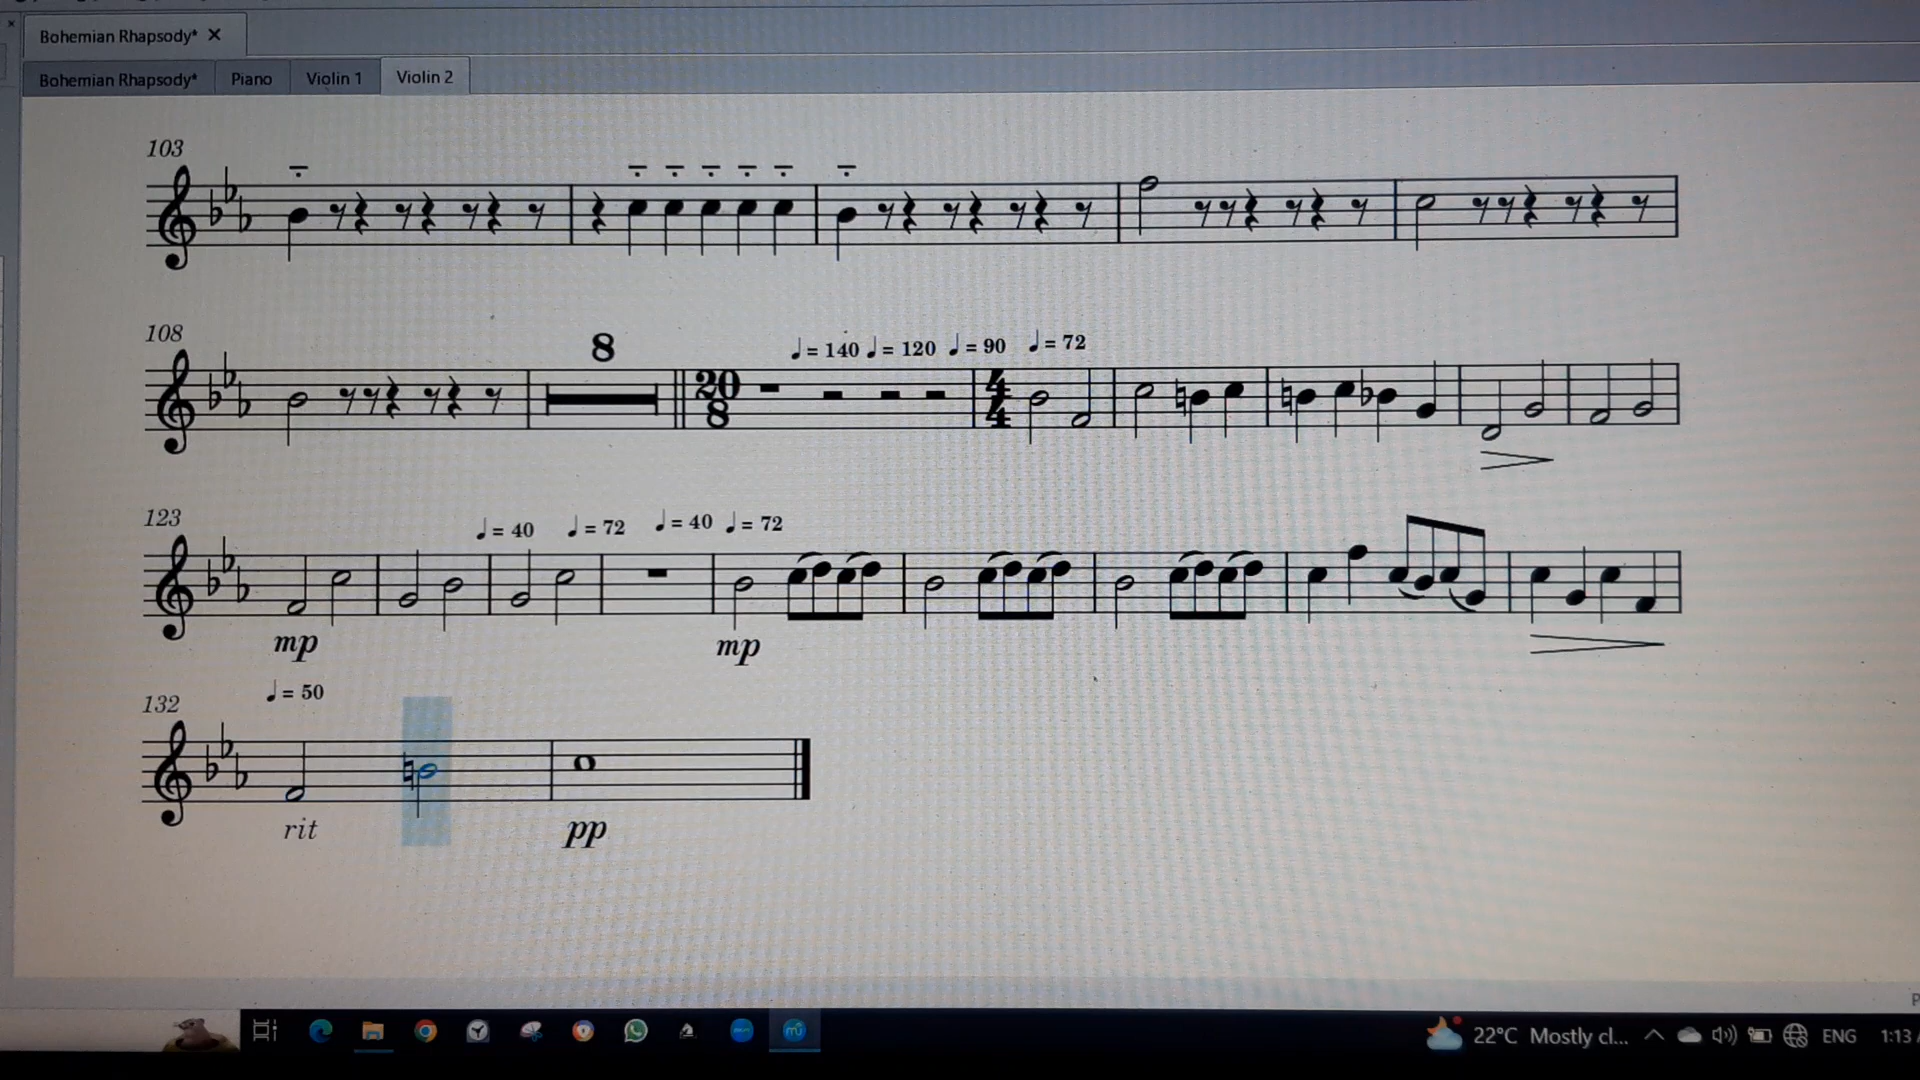 Bohemian Rhapsody*
Bohemian Rhapsody* Piano Violin 1 Violin 2
103
108
8
♩ = 140 ♩ = 120 ♩ = 90 ♩ = 72
20
8
4
4
123
♩ = 40 ♩ = 72 ♩ = 40 ♩ = 72
mp mp
132
♩ = 50
rit pp
22°C Mostly cl... ENG 1:13